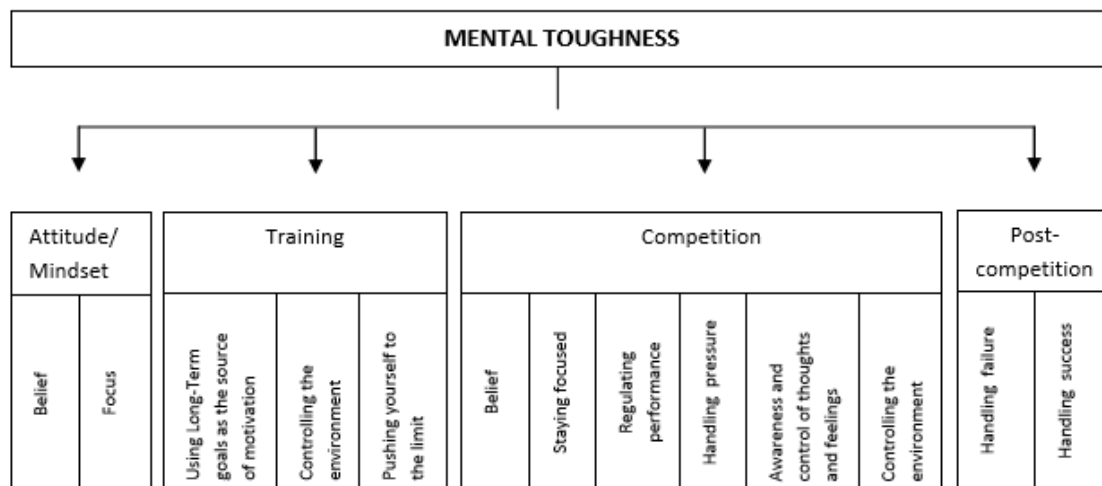 MENTAL TOUGHNESS
Attitude/
Mindset
Training
Competition
Post-
competition
Belief
Focus
Using Long-Term
goals as the source
of motivation
Controlling the
environment
Pushing yourself to
the limit
Belief
Staying focused
Regulating
performance
Handling pressure
Awareness and
control of thoughts
and feelings
Controlling the
environment
Handling failure
Handling success